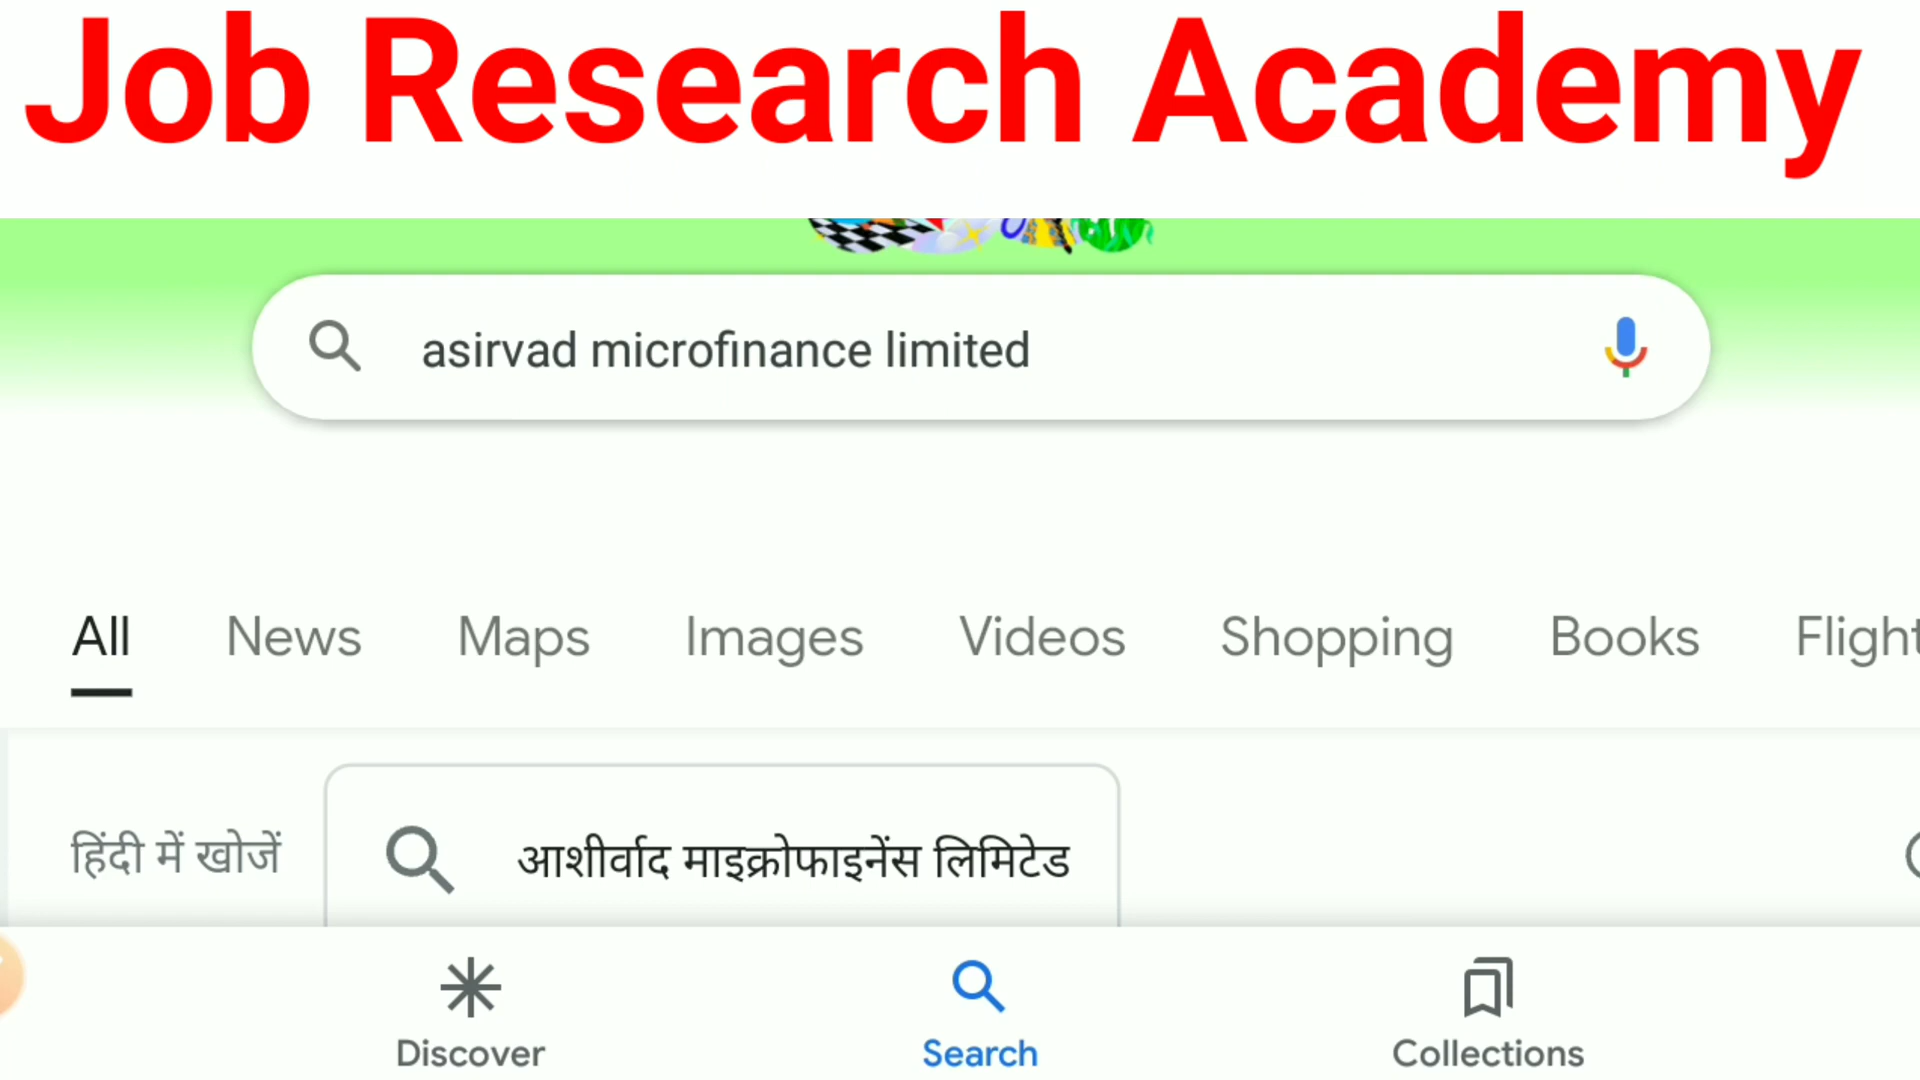 Job Research Academy
asirvad microfinance limited
All News Maps Images Videos Shopping Books Flight
हिंदी में खोजें आशीर्वाद माइक्रोफाइनेंस लिमिटेड
Discover Search Collections